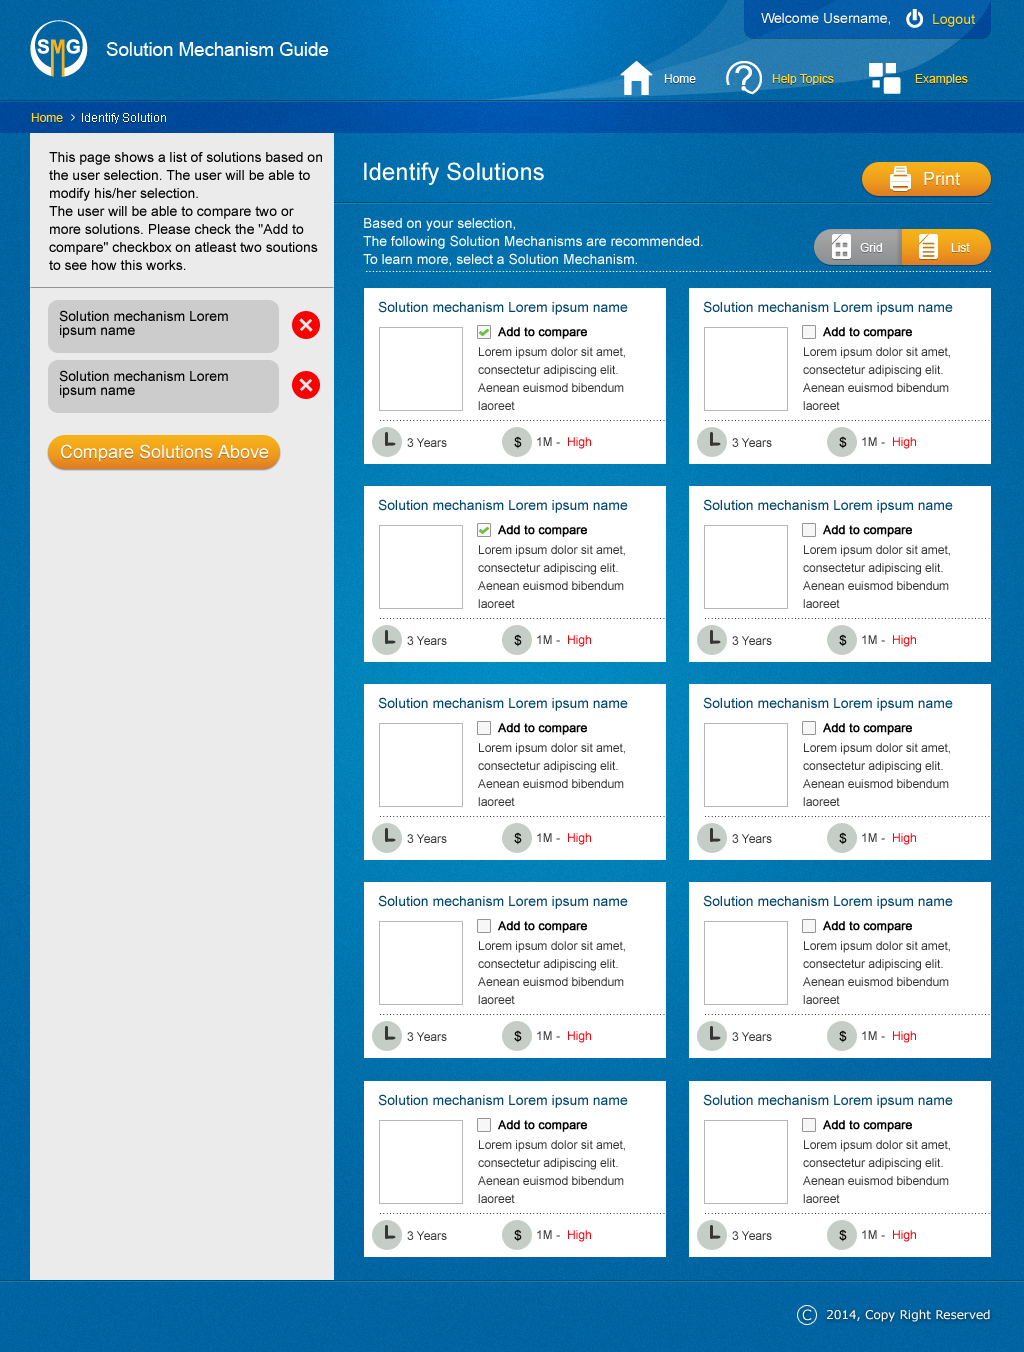 Welcome Username,
Logout
SMG
Solution Mechanism Guide
Home
Help Topics
Examples
Home > Identify Solution
This page shows a list of solutions based on
the user selection. The user will be able to
modify his/her selection.
The user will be able to compare two or
more solutions. Please check the "Add to
compare" checkbox on atleast two soutions
to see how this works.
Solution mechanism Lorem
ipsum name
Solution mechanism Lorem
ipsum name
Compare Solutions Above
Identify Solutions
Print
Based on your selection,
The following Solution Mechanisms are recommended.
To learn more, select a Solution Mechanism.
Grid
List
Solution mechanism Lorem ipsum name
Add to compare
Lorem ipsum dolor sit amet,
consectetur adipiscing elit.
Aenean euismod bibendum
laoreet
3 Years
$ 1M - High
Solution mechanism Lorem ipsum name
Add to compare
Lorem ipsum dolor sit amet,
consectetur adipiscing elit.
Aenean euismod bibendum
laoreet
3 Years
$ 1M - High
Solution mechanism Lorem ipsum name
Add to compare
Lorem ipsum dolor sit amet,
consectetur adipiscing elit.
Aenean euismod bibendum
laoreet
3 Years
$ 1M - High
Solution mechanism Lorem ipsum name
Add to compare
Lorem ipsum dolor sit amet,
consectetur adipiscing elit.
Aenean euismod bibendum
laoreet
3 Years
$ 1M - High
Solution mechanism Lorem ipsum name
Add to compare
Lorem ipsum dolor sit amet,
consectetur adipiscing elit.
Aenean euismod bibendum
laoreet
3 Years
$ 1M - High
Solution mechanism Lorem ipsum name
Add to compare
Lorem ipsum dolor sit amet,
consectetur adipiscing elit.
Aenean euismod bibendum
laoreet
3 Years
$ 1M - High
Solution mechanism Lorem ipsum name
Add to compare
Lorem ipsum dolor sit amet,
consectetur adipiscing elit.
Aenean euismod bibendum
laoreet
3 Years
$ 1M - High
Solution mechanism Lorem ipsum name
Add to compare
Lorem ipsum dolor sit amet,
consectetur adipiscing elit.
Aenean euismod bibendum
laoreet
3 Years
$ 1M - High
Solution mechanism Lorem ipsum name
Add to compare
Lorem ipsum dolor sit amet,
consectetur adipiscing elit.
Aenean euismod bibendum
laoreet
3 Years
$ 1M - High
Solution mechanism Lorem ipsum name
Add to compare
Lorem ipsum dolor sit amet,
consectetur adipiscing elit.
Aenean euismod bibendum
laoreet
3 Years
$ 1M - High
© 2014, Copy Right Reserved